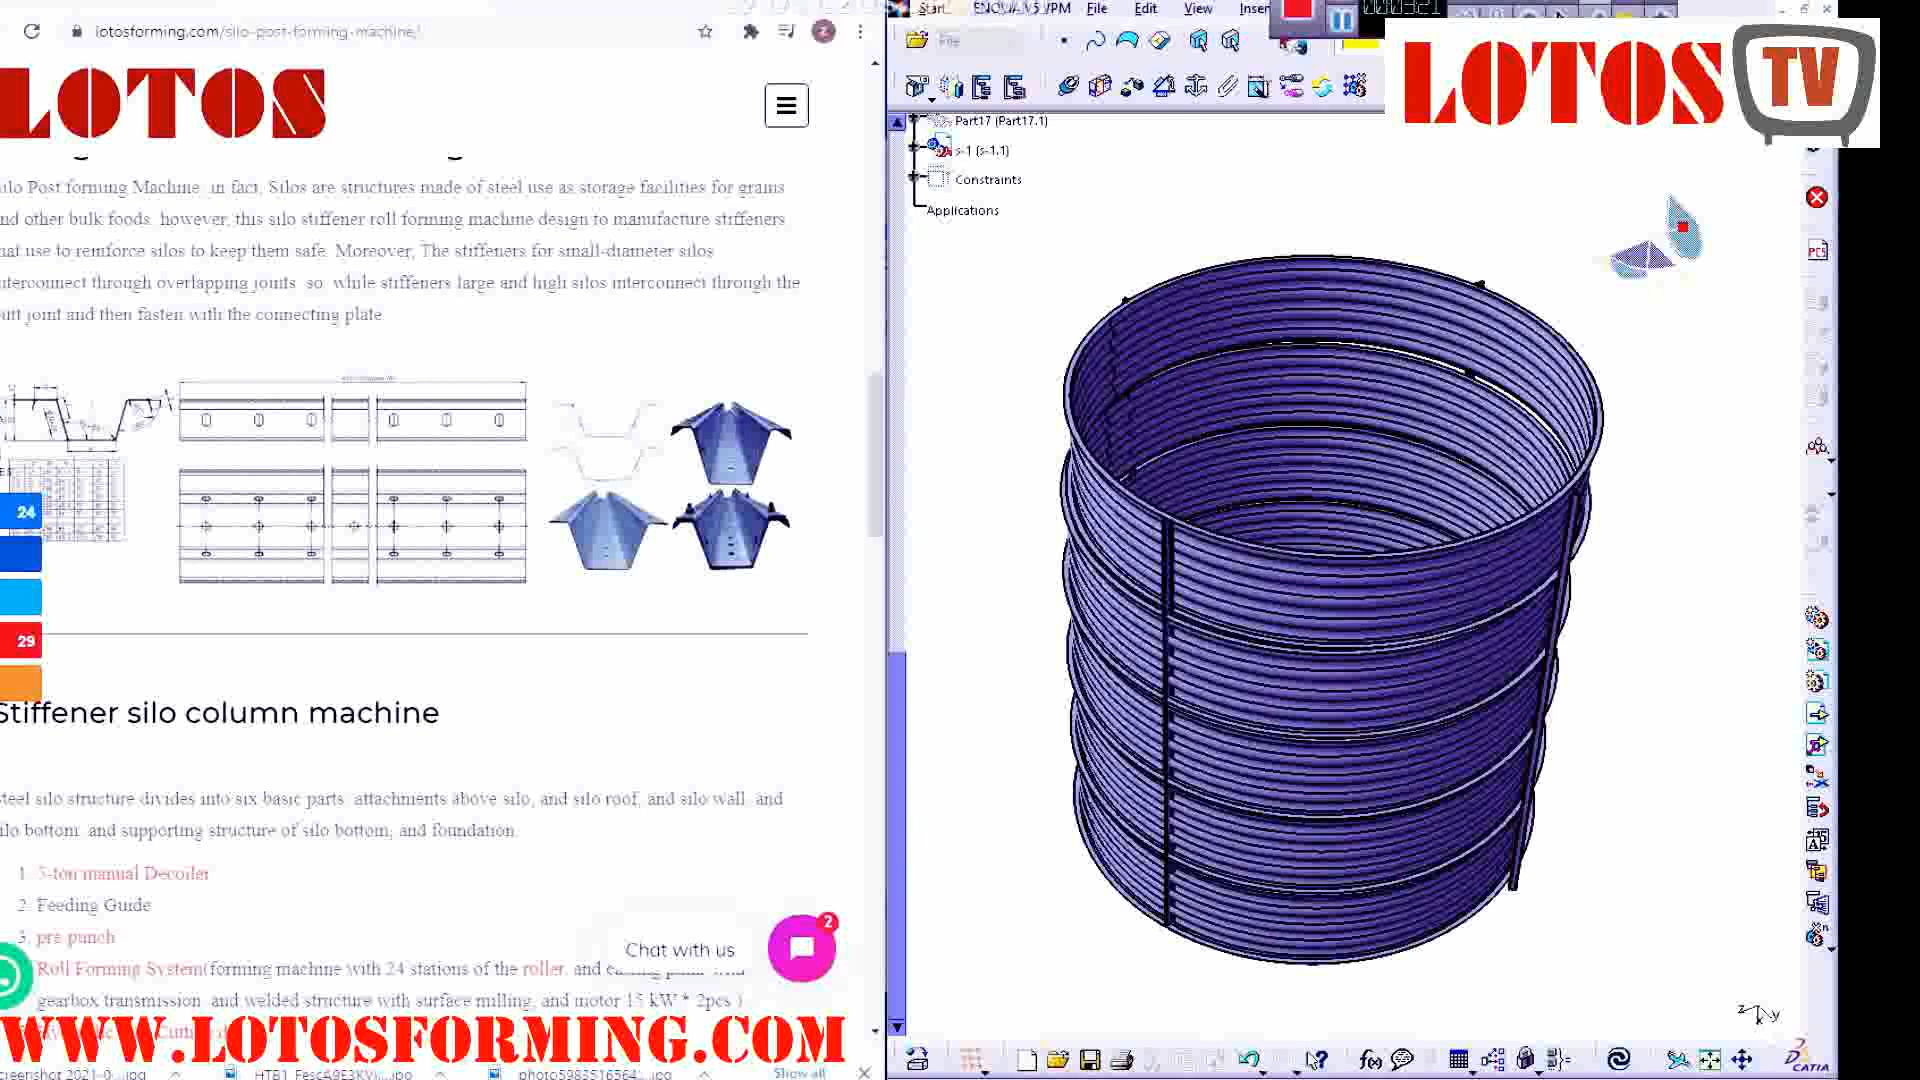 lotosforming.com/silo-post-forming-machine/
LOTOS
ilo Post forming Machine in fact, Silos are structures made of steel use as storage facilities for grains
nd other bulk foods however, this silo stiffener roll forming machine design to manufacture stiffeners
hat use to reinforce silos to keep them safe. Moreover, The stiffeners for small-diameter silos
nterconnect through overlapping joints so while stiffeners large and high silos interconnect through the
utt joint and then fasten with the connecting plate
24
29
Stiffener silo column machine
teel silo structure divides into six basic parts attachments above silo, and silo roof, and silo wall and
ilo bottom and supporting structure of silo bottom, and foundation
1. 5-ton manual Decoiler
2. Feeding Guide
3. pre punch
Roll Forming System(forming machine with 24 stations of the roller and
gearbox transmission and welded structure with surface milling, and motor 15 kW * 2pcs )
Chat with us
2
WWW.LOTOSFORMING.COM
Show all
Start
ENOVIA V5 VPM
File
Edit
View
Insert
LOTOS TV
Part17 (Part17.1)
s-1 (s-1.1)
Constraints
Applications
PCS
z
x
y
f(x)
CATIA